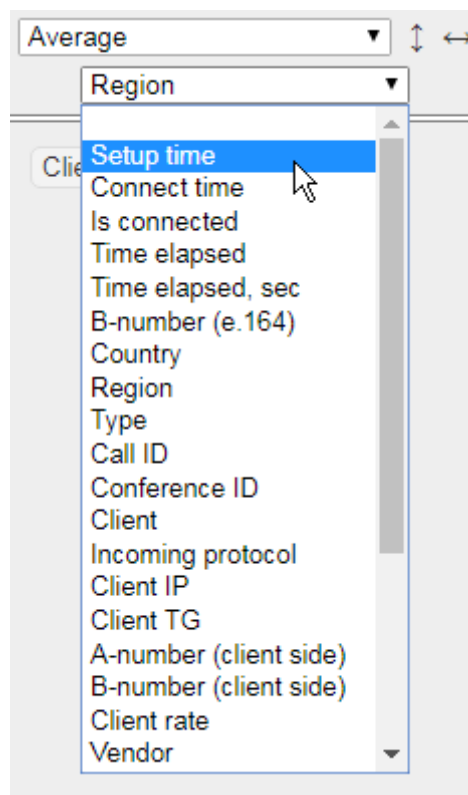 Average
Region
Clie
Setup time
Connect time
Is connected
Time elapsed
Time elapsed, sec
B-number (e.164)
Country
Region
Type
Call ID
Conference ID
Client
Incoming protocol
Client IP
Client TG
A-number (client side)
B-number (client side)
Client rate
Vendor